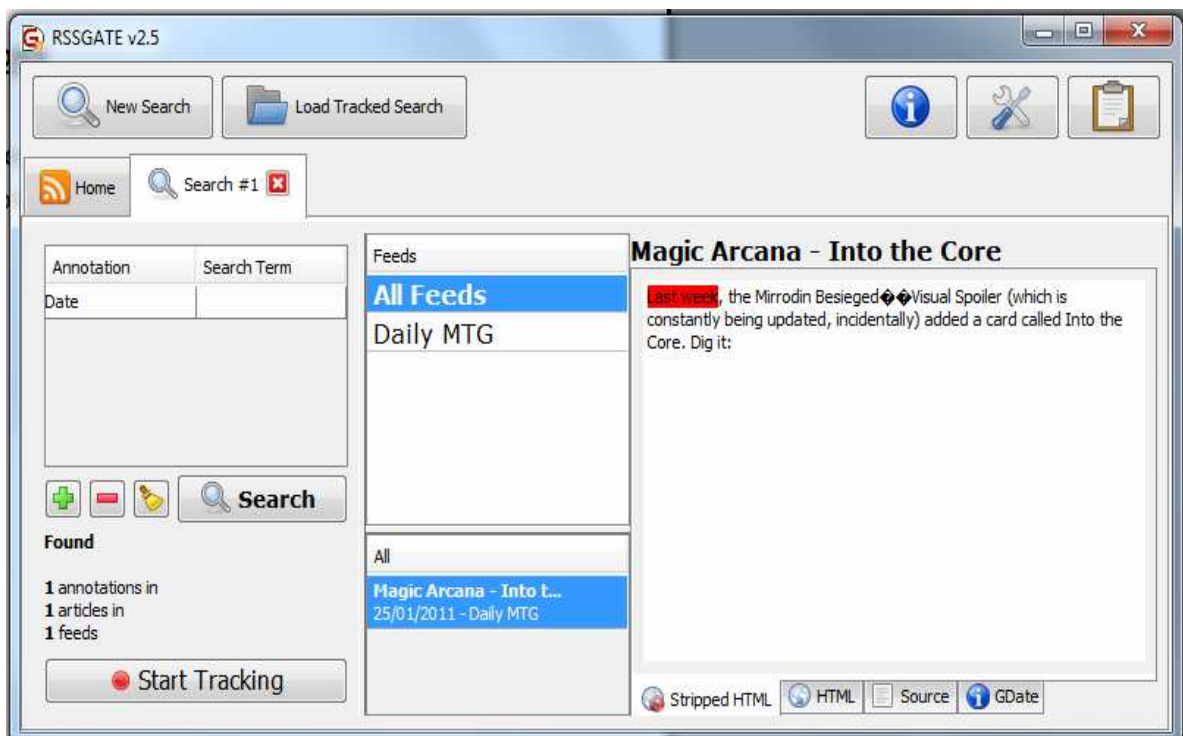 RSSGATE v2.5
New Search
Load Tracked Search
Home
Search #1
Annotation
Search Term
Date
Search
Found
1 annotations in
1 articles in
1 feeds
Start Tracking
Feeds
All Feeds
Daily MTG
All
Magic Arcana - Into t...
25/01/2011 - Daily MTG
Magic Arcana - Into the Core
Last week, the Mirrodin Besieged��Visual Spoiler (which is
constantly being updated, incidentally) added a card called Into the
Core. Dig it:
Stripped HTML
HTML
Source
GDate